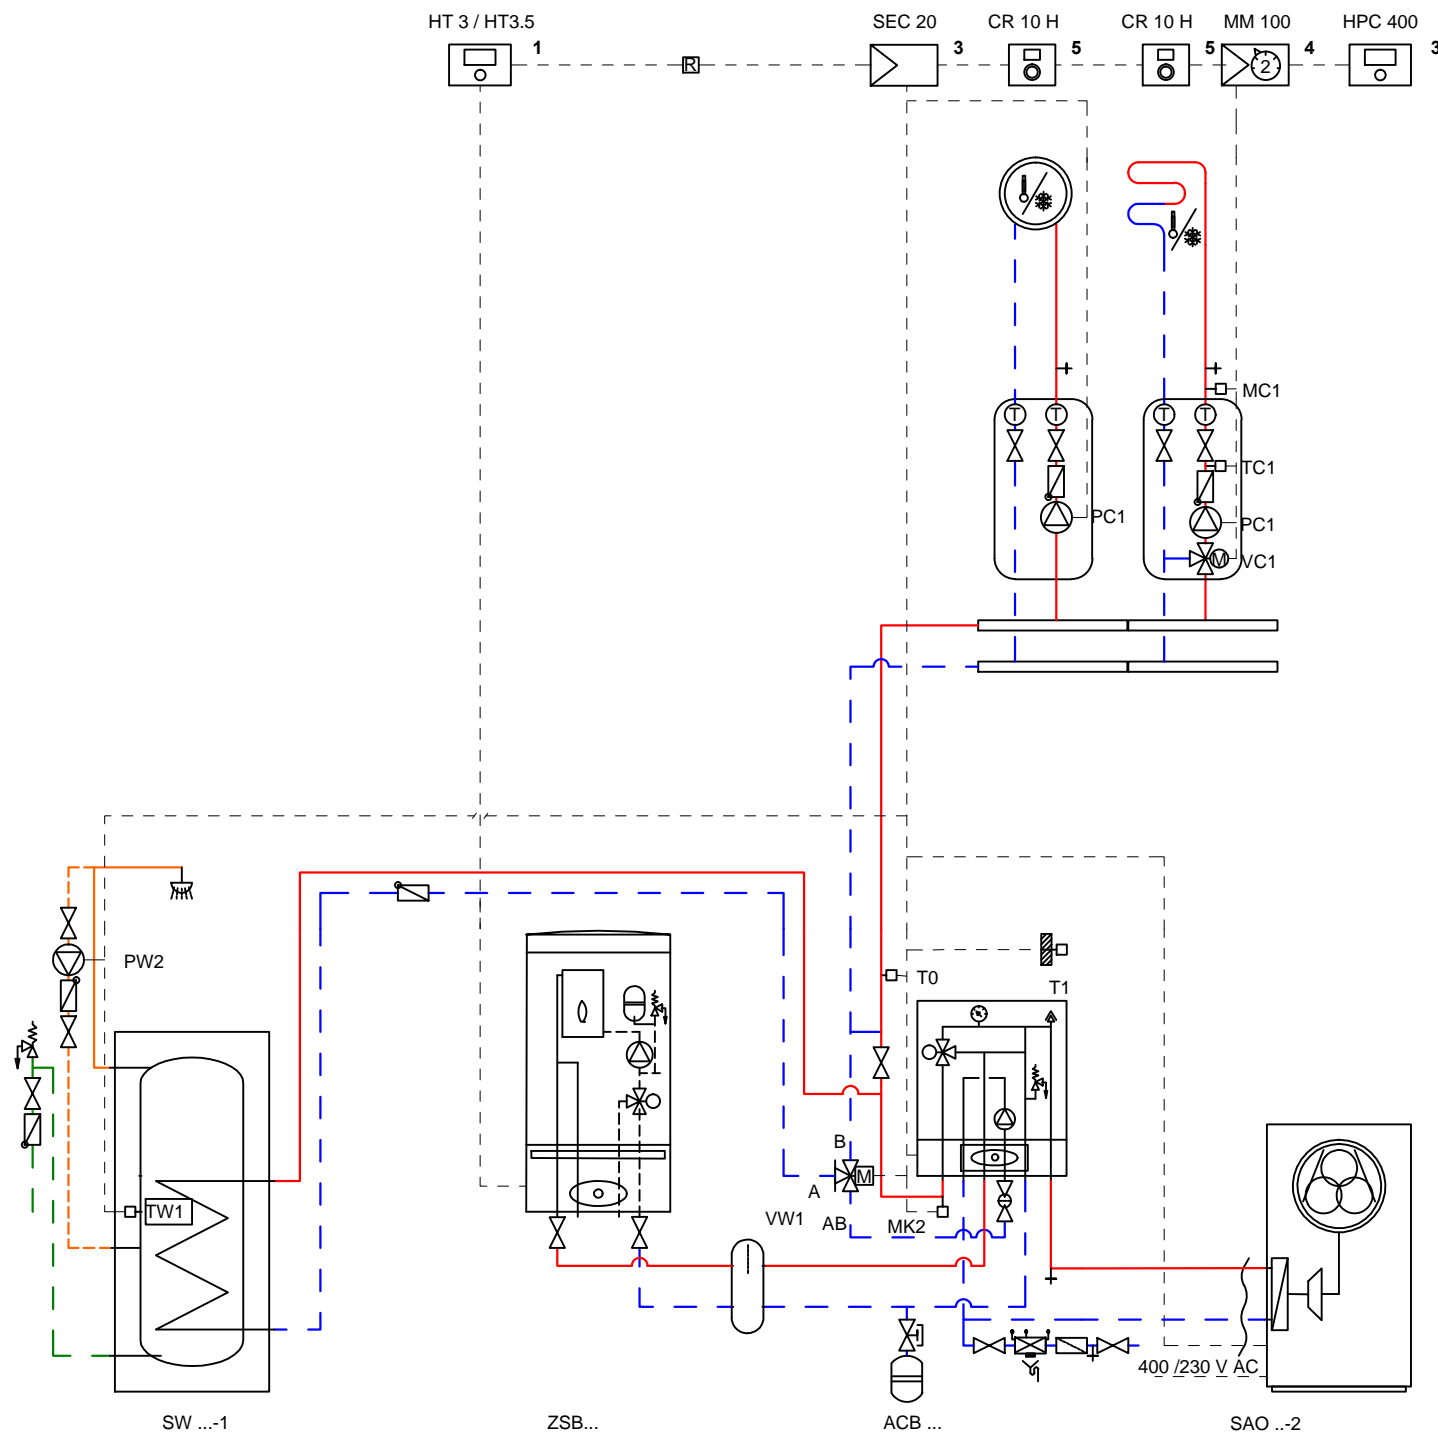 HT 3 / HT3.5
SEC 20
CR 10 H
CR 10 H
MM 100
HPC 400
1
R
3
5
5
2
4
3
MC1
T
T
T
T
TC1
PC1
PC1
M
VC1
PW2
T0
T1
B
M
A
TW1
VW1
AB
MK2
400 /230 V AC
SW ...-1
ZSB...
ACB ...
SAO ..-2